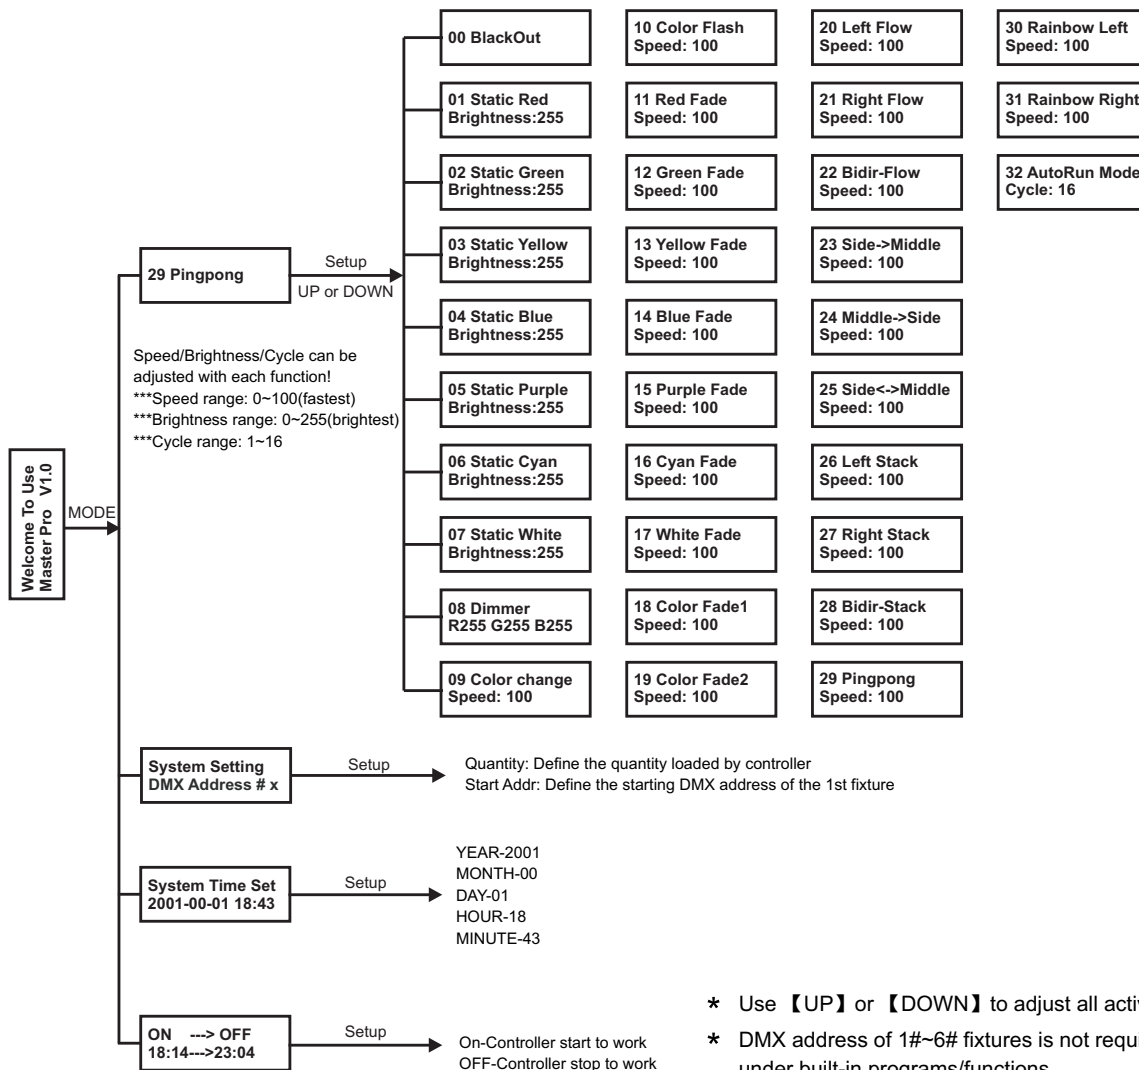 Welcome To Use
Master Pro V1.0
MODE
29 Pingpong
Setup
UP or DOWN
Speed/Brightness/Cycle can be
adjusted with each function!
***Speed range: 0~100(fastest)
***Brightness range: 0~255(brightest)
***Cycle range: 1~16
00 BlackOut
01 Static Red
Brightness:255
02 Static Green
Brightness:255
03 Static Yellow
Brightness:255
04 Static Blue
Brightness:255
05 Static Purple
Brightness:255
06 Static Cyan
Brightness:255
07 Static White
Brightness:255
08 Dimmer
R255 G255 B255
09 Color change
Speed: 100
10 Color Flash
Speed: 100
11 Red Fade
Speed: 100
12 Green Fade
Speed: 100
13 Yellow Fade
Speed: 100
14 Blue Fade
Speed: 100
15 Purple Fade
Speed: 100
16 Cyan Fade
Speed: 100
17 White Fade
Speed: 100
18 Color Fade1
Speed: 100
19 Color Fade2
Speed: 100
20 Left Flow
Speed: 100
21 Right Flow
Speed: 100
22 Bidir-Flow
Speed: 100
23 Side->Middle
Speed: 100
24 Middle->Side
Speed: 100
25 Side<->Middle
Speed: 100
26 Left Stack
Speed: 100
27 Right Stack
Speed: 100
28 Bidir-Stack
Speed: 100
29 Pingpong
Speed: 100
30 Rainbow Left
Speed: 100
31 Rainbow Right
Speed: 100
32 AutoRun Mode
Cycle: 16
System Setting
DMX Address # x
Setup
Quantity: Define the quantity loaded by controller
Start Addr: Define the starting DMX address of the 1st fixture
System Time Set
2001-00-01 18:43
Setup
YEAR-2001
MONTH-00
DAY-01
HOUR-18
MINUTE-43
ON ---> OFF
18:14--->23:04
Setup
On-Controller start to work
OFF-Controller stop to work
* Use 【UP】 or 【DOWN】 to adjust all
* DMX address of 1#~6# fixtures is not
under built-in programs/functions